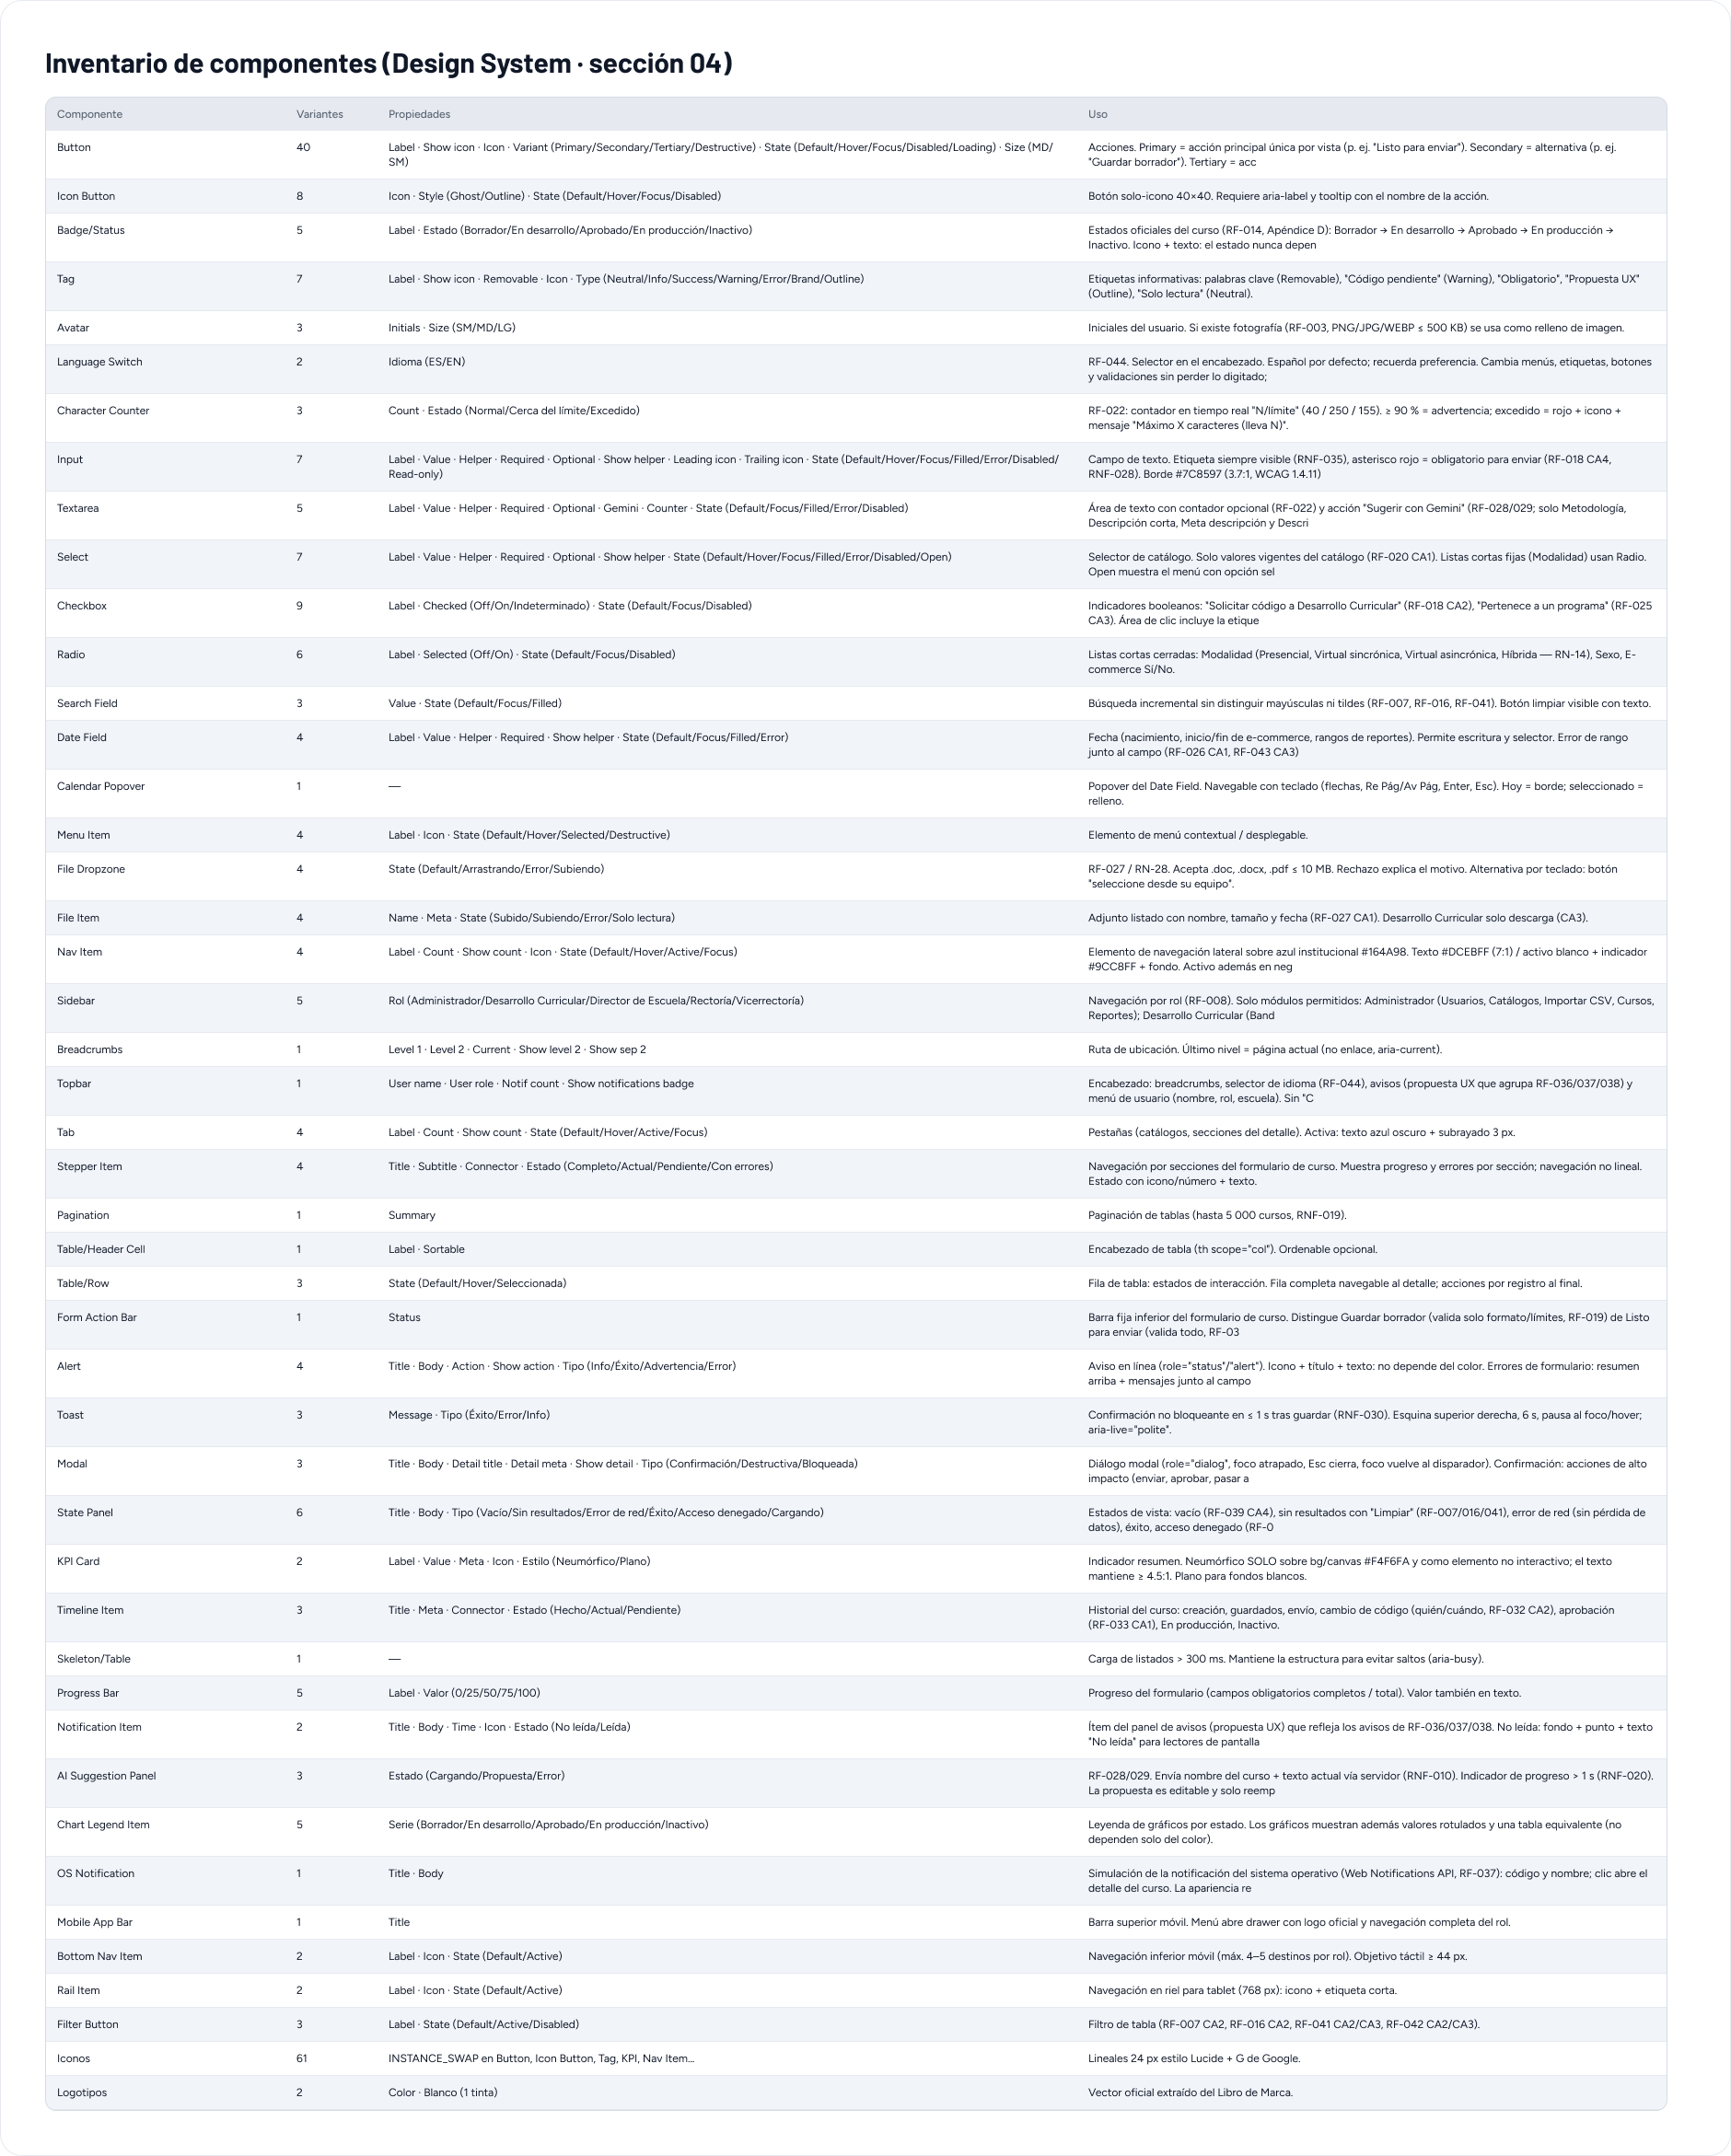 Inventario de componentes (Design System · sección 04)
Componente Variantes Propiedades Uso
Button 40 Label · Show icon · Icon · Variant (Primary/Secondary/Tertiary/Destructive) · State (Default/Hover/Focus/Disabled/Loading) · Size (MD/ Acciones. Primary = acción principal única por vista (p. ej. "Listo para enviar"). Secondary = alternativa (p. ej.
SM) "Guardar borrador"). Tertiary = acc
Icon Button 8 Icon · Style (Ghost/Outline) · State (Default/Hover/Focus/Disabled) Botón solo-icono 40×40. Requiere aria-label y tooltip con el nombre de la acción.
Badge/Status 5 Label · Estado (Borrador/En desarrollo/Aprobado/En producción/Inactivo) Estados oficiales del curso (RF-014, Apéndice D): Borrador → En desarrollo → Aprobado → En producción →
Inactivo. Icono + texto: el estado nunca depen
Tag 7 Label · Show icon · Removable · Icon · Type (Neutral/Info/Success/Warning/Error/Brand/Outline) Etiquetas informativas: palabras clave (Removable), "Código pendiente" (Warning), "Obligatorio", "Propuesta UX"
(Outline), "Solo lectura" (Neutral).
Avatar 3 Initials · Size (SM/MD/LG) Iniciales del usuario. Si existe fotografía (RF-003, PNG/JPG/WEBP ≤ 500 KB) se usa como relleno de imagen.
Language Switch 2 Idioma (ES/EN) RF-044. Selector en el encabezado. Español por defecto; recuerda preferencia. Cambia menús, etiquetas, botones
y validaciones sin perder lo digitado;
Character Counter 3 Count · Estado (Normal/Cerca del límite/Excedido) RF-022: contador en tiempo real "N/límite" (40 / 250 / 155). ≥ 90 % = advertencia; excedido = rojo + icono +
mensaje "Máximo X caracteres (lleva N)".
Input 7 Label · Value · Helper · Required · Optional · Show helper · Leading icon · Trailing icon · State (Default/Hover/Focus/Filled/Error/Disabled/ Campo de texto. Etiqueta siempre visible (RNF-035), asterisco rojo = obligatorio para enviar (RF-018 CA4,
Read-only) RNF-028). Borde #7C8597 (3.7:1, WCAG 1.4.11)
Textarea 5 Label · Value · Helper · Required · Optional · Gemini · Counter · State (Default/Focus/Filled/Error/Disabled) Área de texto con contador opcional (RF-022) y acción "Sugerir con Gemini" (RF-028/029; solo Metodología,
Descripción corta, Meta descripción y Descri
Select 7 Label · Value · Helper · Required · Optional · Show helper · State (Default/Hover/Focus/Filled/Error/Disabled/Open) Selector de catálogo. Solo valores vigentes del catálogo (RF-020 CA1). Listas cortas fijas (Modalidad) usan Radio.
Open muestra el menú con opción sel
Checkbox 9 Label · Checked (Off/On/Indeterminado) · State (Default/Focus/Disabled) Indicadores booleanos: "Solicitar código a Desarrollo Curricular" (RF-018 CA2), "Pertenece a un programa" (RF-025
CA3). Área de clic incluye la etique
Radio 6 Label · Selected (Off/On) · State (Default/Focus/Disabled) Listas cortas cerradas: Modalidad (Presencial, Virtual sincrónica, Virtual asincrónica, Híbrida — RN-14), Sexo, E-
commerce Sí/No.
Search Field 3 Value · State (Default/Focus/Filled) Búsqueda incremental sin distinguir mayúsculas ni tildes (RF-007, RF-016, RF-041). Botón limpiar visible con texto.
Date Field 4 Label · Value · Helper · Required · Show helper · State (Default/Focus/Filled/Error) Fecha (nacimiento, inicio/fin de e-commerce, rangos de reportes). Permite escritura y selector. Error de rango
junto al campo (RF-026 CA1, RF-043 CA3)
Calendar Popover 1 — Popover del Date Field. Navegable con teclado (flechas, Re Pág/Av Pág, Enter, Esc). Hoy = borde; seleccionado =
relleno.
Menu Item 4 Label · Icon · State (Default/Hover/Selected/Destructive) Elemento de menú contextual / desplegable.
File Dropzone 4 State (Default/Arrastrando/Error/Subiendo) RF-027 / RN-28. Acepta .doc, .docx, .pdf ≤ 10 MB. Rechazo explica el motivo. Alternativa por teclado: botón
"seleccione desde su equipo".
File Item 4 Name · Meta · State (Subido/Subiendo/Error/Solo lectura) Adjunto listado con nombre, tamaño y fecha (RF-027 CA1). Desarrollo Curricular solo descarga (CA3).
Nav Item 4 Label · Count · Show count · Icon · State (Default/Hover/Active/Focus) Elemento de navegación lateral sobre azul institucional #164A98. Texto #DCEBFF (7:1) / activo blanco + indicador
#9CC8FF + fondo. Activo además en neg
Sidebar 5 Rol (Administrador/Desarrollo Curricular/Director de Escuela/Rectoría/Vicerrectoría) Navegación por rol (RF-008). Solo módulos permitidos: Administrador (Usuarios, Catálogos, Importar CSV, Cursos,
Reportes); Desarrollo Curricular (Band
Breadcrumbs 1 Level 1 · Level 2 · Current · Show level 2 · Show sep 2 Ruta de ubicación. Último nivel = página actual (no enlace, aria-current).
Topbar 1 User name · User role · Notif count · Show notifications badge Encabezado: breadcrumbs, selector de idioma (RF-044), avisos (propuesta UX que agrupa RF-036/037/038) y
menú de usuario (nombre, rol, escuela). Sin "C
Tab 4 Label · Count · Show count · State (Default/Hover/Active/Focus) Pestañas (catálogos, secciones del detalle). Activa: texto azul oscuro + subrayado 3 px.
Stepper Item 4 Title · Subtitle · Connector · Estado (Completo/Actual/Pendiente/Con errores) Navegación por secciones del formulario de curso. Muestra progreso y errores por sección; navegación no lineal.
Estado con icono/número + texto.
Pagination 1 Summary Paginación de tablas (hasta 5 000 cursos, RNF-019).
Table/Header Cell 1 Label · Sortable Encabezado de tabla (th scope="col"). Ordenable opcional.
Table/Row 3 State (Default/Hover/Seleccionada) Fila de tabla: estados de interacción. Fila completa navegable al detalle; acciones por registro al final.
Form Action Bar 1 Status Barra fija inferior del formulario de curso. Distingue Guardar borrador (valida solo formato/límites, RF-019) de Listo
para enviar (valida todo, RF-03
Alert 4 Title · Body · Action · Show action · Tipo (Info/Éxito/Advertencia/Error) Aviso en línea (role="status"/"alert"). Icono + título + texto: no depende del color. Errores de formulario: resumen
arriba + mensajes junto al campo
Toast 3 Message · Tipo (Éxito/Error/Info) Confirmación no bloqueante en ≤ 1 s tras guardar (RNF-030). Esquina superior derecha, 6 s, pausa al foco/hover;
aria-live="polite".
Modal 3 Title · Body · Detail title · Detail meta · Show detail · Tipo (Confirmación/Destructiva/Bloqueada) Diálogo modal (role="dialog", foco atrapado, Esc cierra, foco vuelve al disparador). Confirmación: acciones de alto
impacto (enviar, aprobar, pasar a
State Panel 6 Title · Body · Tipo (Vacío/Sin resultados/Error de red/Éxito/Acceso denegado/Cargando) Estados de vista: vacío (RF-039 CA4), sin resultados con "Limpiar" (RF-007/016/041), error de red (sin pérdida de
datos), éxito, acceso denegado (RF-0
KPI Card 2 Label · Value · Meta · Icon · Estilo (Neumórfico/Plano) Indicador resumen. Neumórfico SOLO sobre bg/canvas #F4F6FA y como elemento no interactivo; el texto
mantiene ≥ 4.5:1. Plano para fondos blancos.
Timeline Item 3 Title · Meta · Connector · Estado (Hecho/Actual/Pendiente) Historial del curso: creación, guardados, envío, cambio de código (quién/cuándo, RF-032 CA2), aprobación
(RF-033 CA1), En producción, Inactivo.
Skeleton/Table 1 — Carga de listados > 300 ms. Mantiene la estructura para evitar saltos (aria-busy).
Progress Bar 5 Label · Valor (0/25/50/75/100) Progreso del formulario (campos obligatorios completos / total). Valor también en texto.
Notification Item 2 Title · Body · Time · Icon · Estado (No leída/Leída) Ítem del panel de avisos (propuesta UX) que refleja los avisos de RF-036/037/038. No leída: fondo + punto + texto
"No leída" para lectores de pantalla
AI Suggestion Panel 3 Estado (Cargando/Propuesta/Error) RF-028/029. Envía nombre del curso + texto actual vía servidor (RNF-010). Indicador de progreso > 1 s (RNF-020).
La propuesta es editable y solo reemp
Chart Legend Item 5 Serie (Borrador/En desarrollo/Aprobado/En producción/Inactivo) Leyenda de gráficos por estado. Los gráficos muestran además valores rotulados y una tabla equivalente (no
dependen solo del color).
OS Notification 1 Title · Body Simulación de la notificación del sistema operativo (Web Notifications API, RF-037): código y nombre; clic abre el
detalle del curso. La apariencia re
Mobile App Bar 1 Title Barra superior móvil. Menú abre drawer con logo oficial y navegación completa del rol.
Bottom Nav Item 2 Label · Icon · State (Default/Active) Navegación inferior móvil (máx. 4–5 destinos por rol). Objetivo táctil ≥ 44 px.
Rail Item 2 Label · Icon · State (Default/Active) Navegación en riel para tablet (768 px): icono + etiqueta corta.
Filter Button 3 Label · State (Default/Active/Disabled) Filtro de tabla (RF-007 CA2, RF-016 CA2, RF-041 CA2/CA3, RF-042 CA2/CA3).
Iconos 61 INSTANCE_SWAP en Button, Icon Button, Tag, KPI, Nav Item… Lineales 24 px estilo Lucide + G de Google.
Logotipos 2 Color · Blanco (1 tinta) Vector oficial extraído del Libro de Marca.